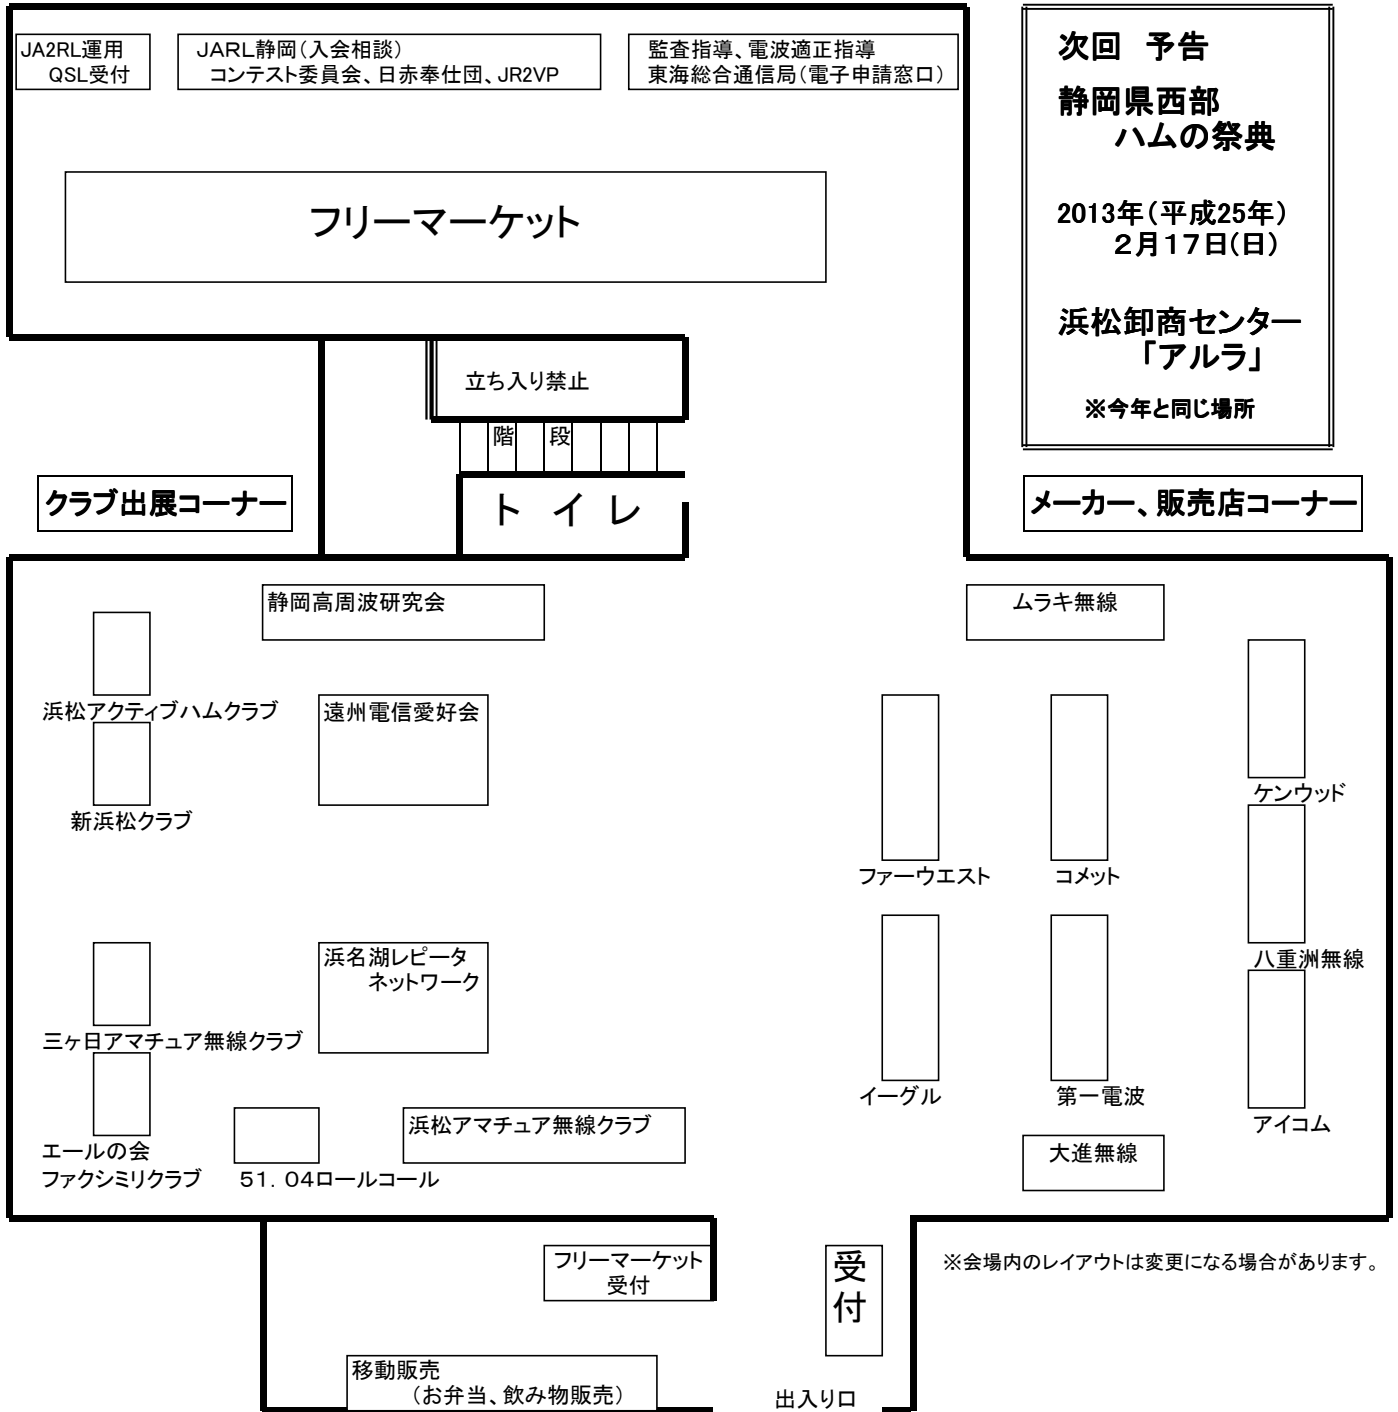 JA2RL運用
QSL受付
JARL静岡(入会相談)
コンテスト委員会、日赤奉仕団、JR2VP
監査指導、電波適正指導
東海総合通信局(電子申請窓口)
次回 予告
静岡県西部
ハムの祭典
2013年(平成25年)
2月17日(日)
浜松卸商センター
「アルラ」
※今年と同じ場所
フリーマーケット
立ち入り禁止
階 段
トイレ
クラブ出展コーナー
メーカー、販売店コーナー
静岡高周波研究会
ムラキ無線
浜松アクティブハムクラブ
遠州電信愛好会
新浜松クラブ
ケンウッド
ファーウエスト
コメット
浜名湖レピータ
ネットワーク
八重洲無線
三ヶ日アマチュア無線クラブ
イーグル
第一電波
アイコム
浜松アマチュア無線クラブ
エールの会
ファクシミリクラブ
51.04ロールコール
大進無線
フリーマーケット
受付
受
付
※会場内のレイアウトは変更になる場合があります。
移動販売
(お弁当、飲み物販売)
出入り口